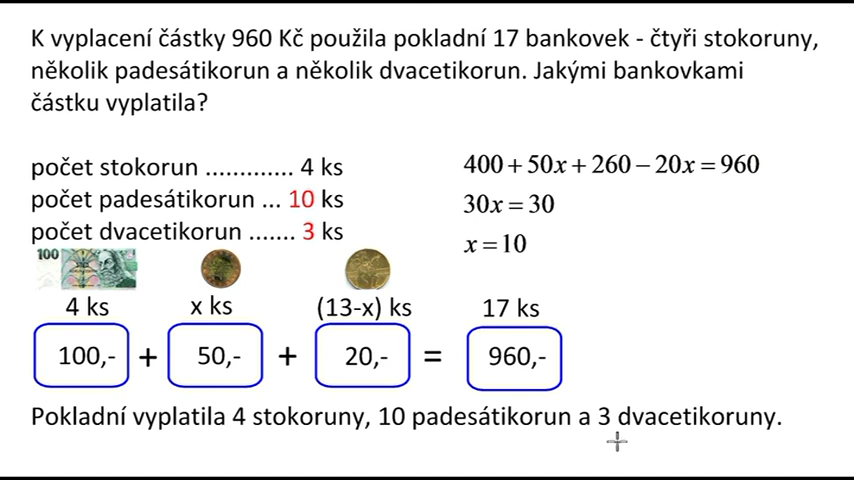 K vyplacení částky 960 Kč použila pokladní 17 bankovek - čtyři stokoruny,
několik padesátikorun a několik dvacetikorun. Jakými bankovkami
částku vyplatila?
počet stokorun ............. 4 ks
počet padesátikorun ... 10 ks
počet dvacetikorun ....... 3 ks
400 + 50x + 260 − 20x = 960
30x = 30
x = 10
100
4 ks x ks (13-x) ks 17 ks
100,- + 50,- + 20,- = 960,-
Pokladní vyplatila 4 stokoruny, 10 padesátikorun a 3 dvacetikoruny.